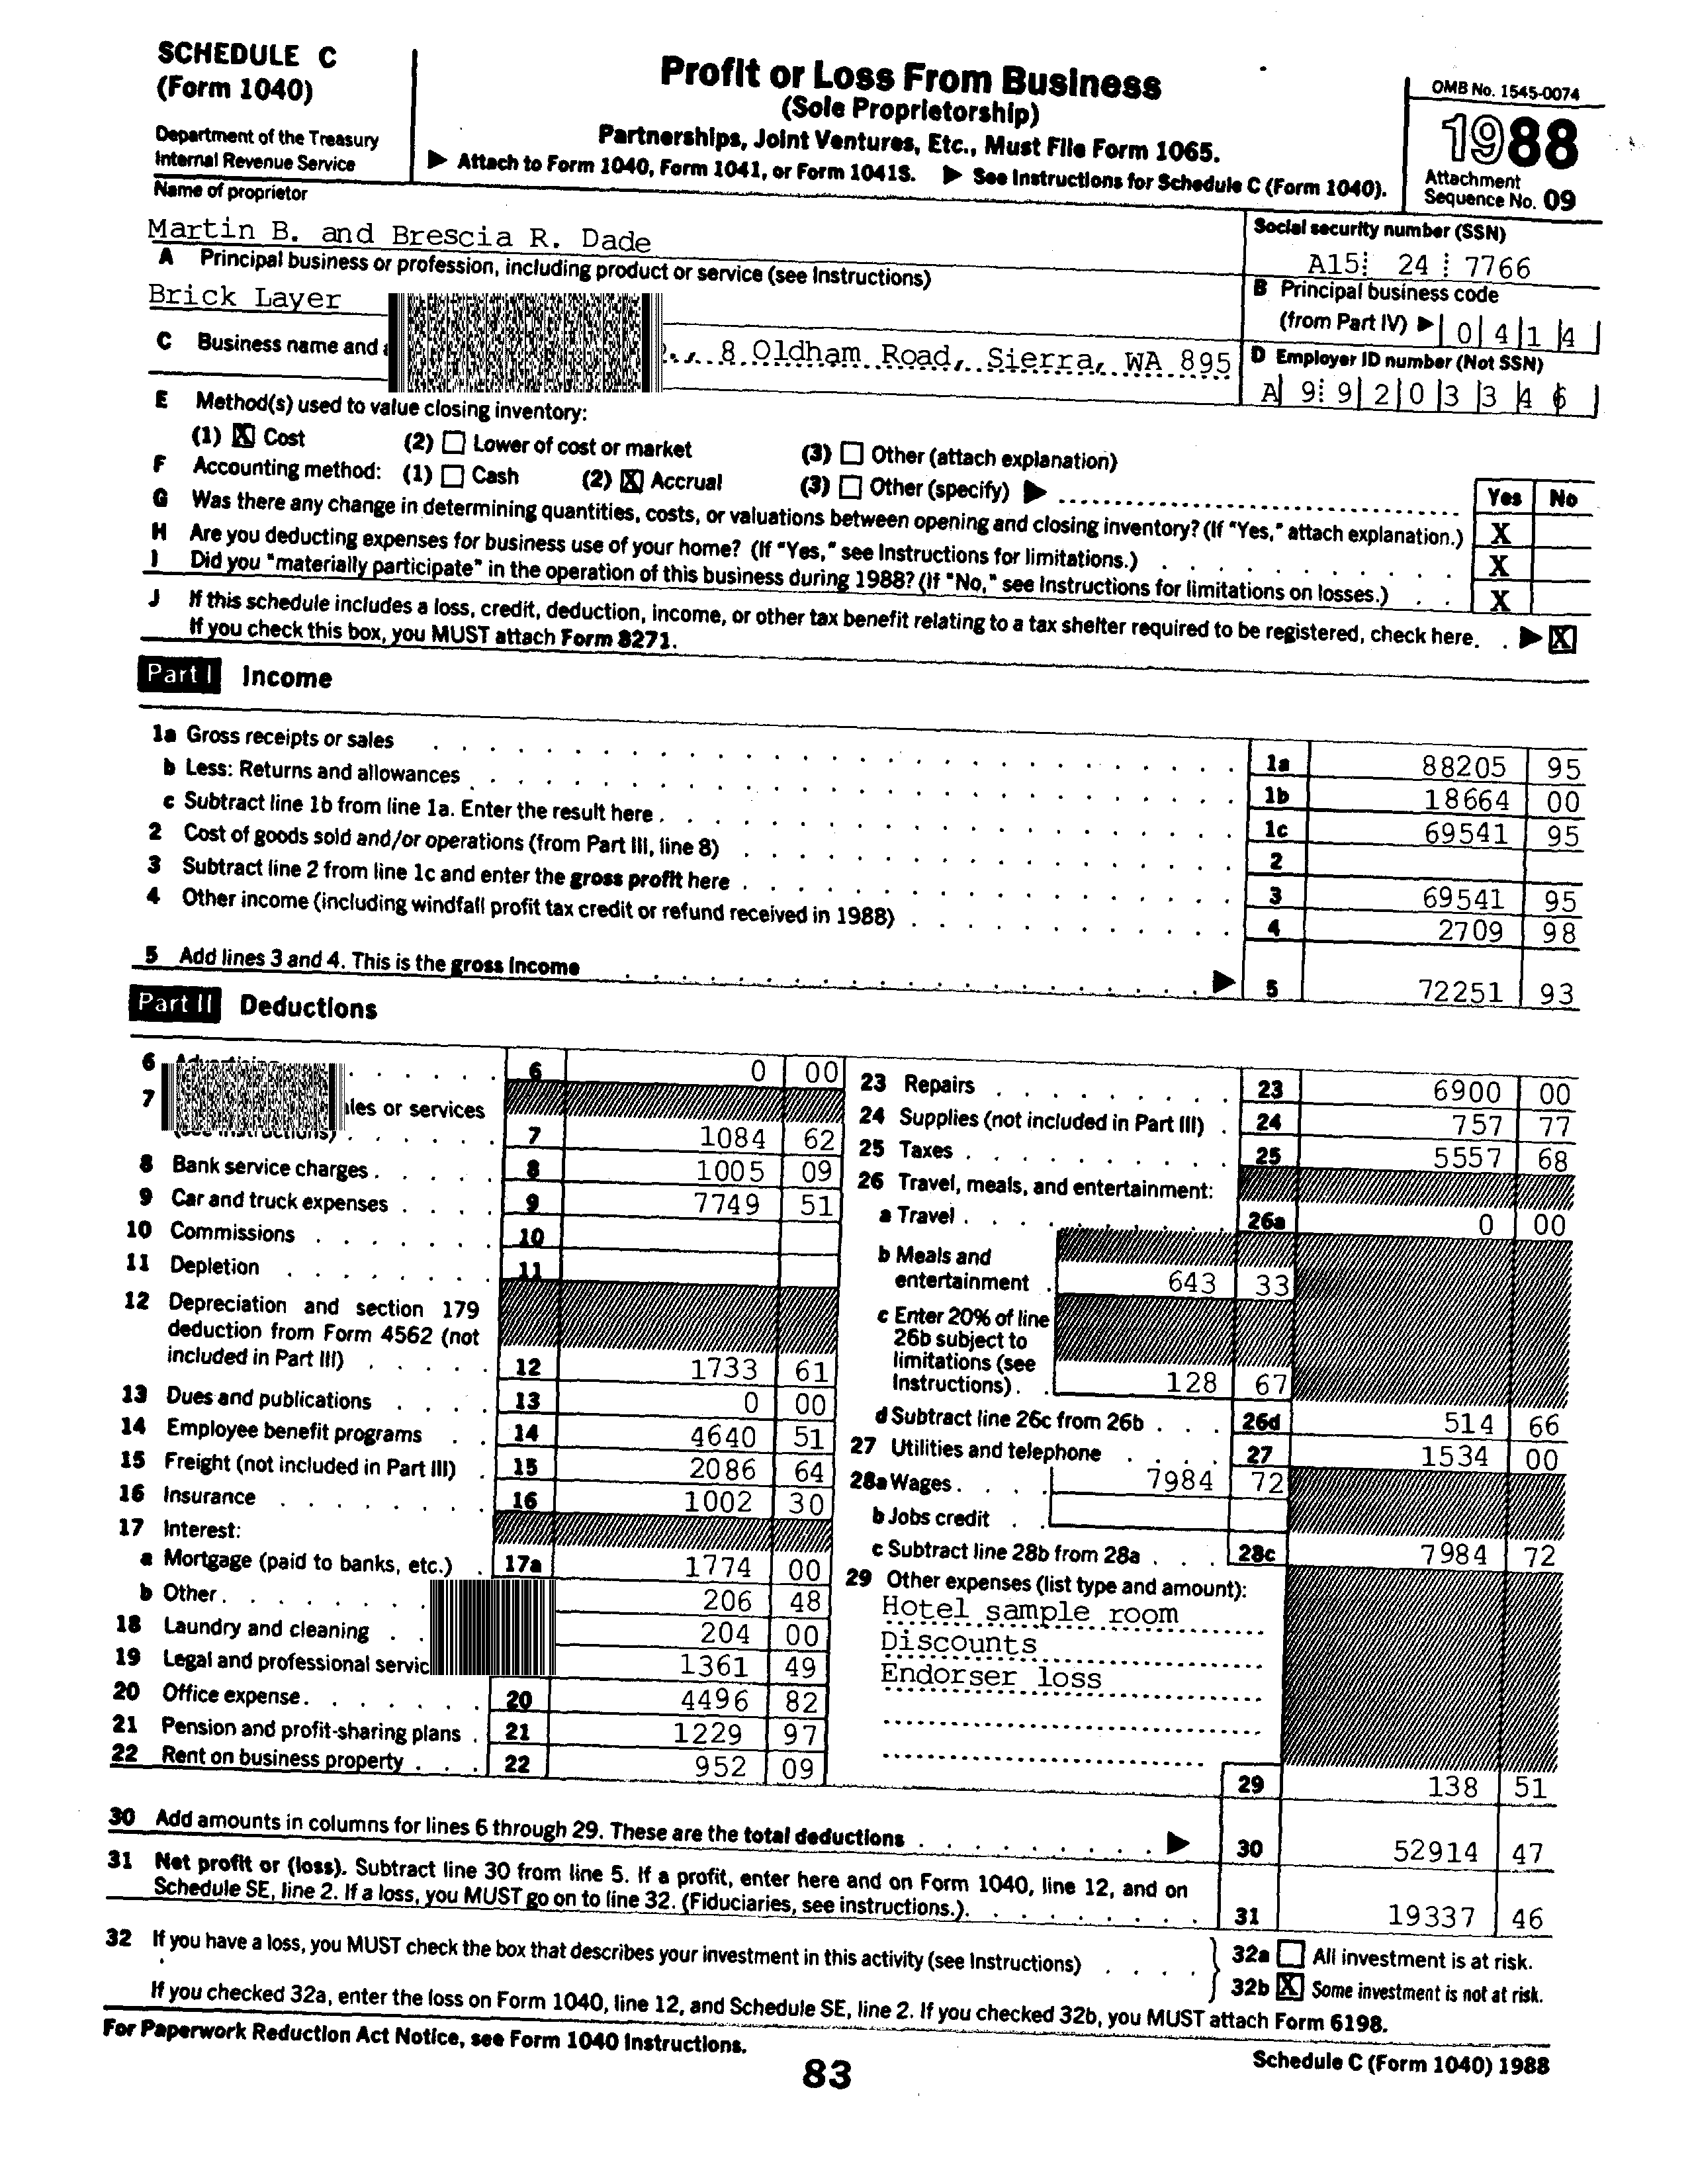 SCHEDULE C
(Form 1040)
Department of the Treasury
Internal Revenue Service
Profit or Loss From Business
(Sole Proprietorship)
Partnerships, Joint Ventures, Etc., Must File Form 1065.
▶ Attach to Form 1040, Form 1041, or Form 1041S. ▶ See Instructions for Schedule C (Form 1040).
OMB No. 1545-0074
1988
Attachment
Sequence No. 09
Name of proprietor
Martin B. and Brescia R. Dade
Social security number (SSN)
A15 24 7766
A Principal business or profession, including product or service (see Instructions)
Brick Layer
B Principal business code
(from Part IV) ▶ 0 4 1 4
C Business name and
8 Oldham Road, Sierra, WA 895
D Employer ID number (Not SSN)
A 9 9 2 0 3 3 4 6
E Method(s) used to value closing inventory:
(1) X Cost (2) Lower of cost or market (3) Other (attach explanation)
F Accounting method: (1) Cash (2) X Accrual (3) Other (specify) ▶
Yes No
G Was there any change in determining quantities, costs, or valuations between opening and closing inventory? (If "Yes," attach explanation.) X
H Are you deducting expenses for business use of your home? (If "Yes," see Instructions for limitations.) X
I Did you "materially participate" in the operation of this business during 1988? (If "No," see Instructions for limitations on losses.) X
J If this schedule includes a loss, credit, deduction, income, or other tax benefit relating to a tax shelter required to be registered, check here. ▶ X
If you check this box, you MUST attach Form 8271.
Part I Income
1a Gross receipts or sales 1a 88205 95
b Less: Returns and allowances 1b 18664 00
c Subtract line 1b from line 1a. Enter the result here 1c 69541 95
2 Cost of goods sold and/or operations (from Part III, line 8) 2
3 Subtract line 2 from line 1c and enter the gross profit here 3 69541 95
4 Other income (including windfall profit tax credit or refund received in 1988) 4 2709 98
5 Add lines 3 and 4. This is the gross income ▶ 5 72251 93
Part II Deductions
6 Advertising 6 0 00
7 les or services
(see instructions) 7 1084 62
8 Bank service charges 8 1005 09
9 Car and truck expenses 9 7749 51
10 Commissions 10
11 Depletion 11
12 Depreciation and section 179
deduction from Form 4562 (not
included in Part III) 12 1733 61
13 Dues and publications 13 0 00
14 Employee benefit programs 14 4640 51
15 Freight (not included in Part III) 15 2086 64
16 Insurance 16 1002 30
17 Interest:
a Mortgage (paid to banks, etc.) 17a 1774 00
b Other 206 48
18 Laundry and cleaning 204 00
19 Legal and professional servic 1361 49
20 Office expense 20 4496 82
21 Pension and profit-sharing plans 21 1229 97
22 Rent on business property 22 952 09
23 Repairs 23 6900 00
24 Supplies (not included in Part III) 24 757 77
25 Taxes 25 5557 68
26 Travel, meals, and entertainment:
a Travel 26a 0 00
b Meals and
entertainment 643 33
c Enter 20% of line
26b subject to
limitations (see
Instructions) 128 67
d Subtract line 26c from 26b 26d 514 66
27 Utilities and telephone 27 1534 00
28a Wages 7984 72
b Jobs credit
c Subtract line 28b from 28a 28c 7984 72
29 Other expenses (list type and amount):
Hotel sample room
Discounts
Endorser loss
29 138 51
30 Add amounts in columns for lines 6 through 29. These are the total deductions ▶ 30 52914 47
31 Net profit or (loss). Subtract line 30 from line 5. If a profit, enter here and on Form 1040, line 12, and on
Schedule SE, line 2. If a loss, you MUST go on to line 32. (Fiduciaries, see instructions.) 31 19337 46
32 If you have a loss, you MUST check the box that describes your investment in this activity (see Instructions)
32a All investment is at risk.
32b X Some investment is not at risk.
If you checked 32a, enter the loss on Form 1040, line 12, and Schedule SE, line 2. If you checked 32b, you MUST attach Form 6198.
For Paperwork Reduction Act Notice, see Form 1040 Instructions.
83
Schedule C (Form 1040) 1988